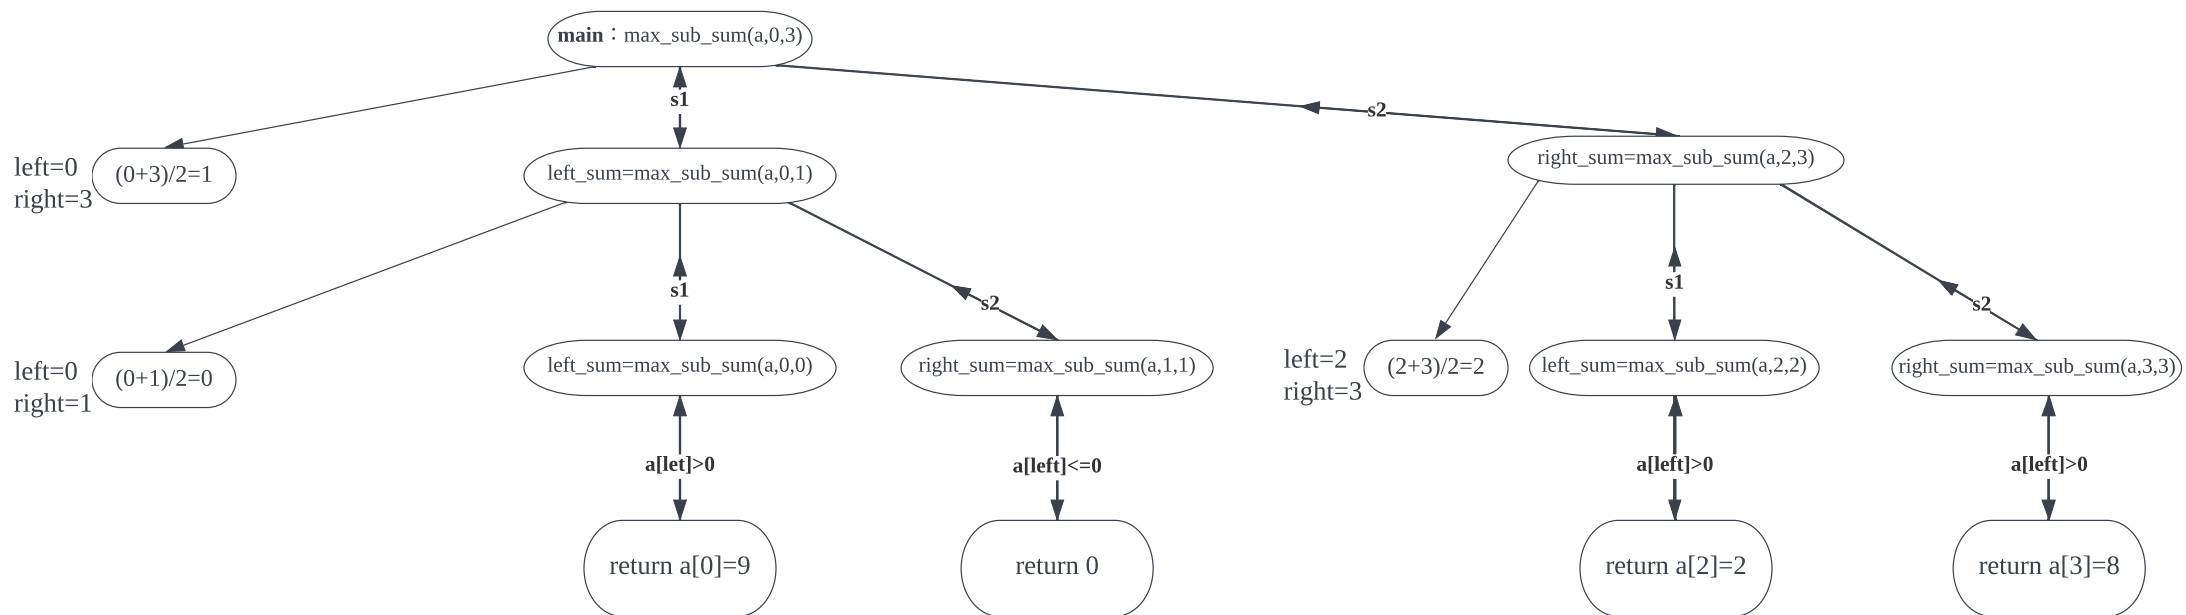 main：max_sub_sum(a,0,3)
s1
s2
left=0
right=3
(0+3)/2=1
left_sum=max_sub_sum(a,0,1)
right_sum=max_sub_sum(a,2,3)
s1
s2
s1
s2
left=0
right=1
(0+1)/2=0
left_sum=max_sub_sum(a,0,0)
right_sum=max_sub_sum(a,1,1)
left=2
right=3
(2+3)/2=2
left_sum=max_sub_sum(a,2,2)
right_sum=max_sub_sum(a,3,3)
a[let]>0
a[left]<=0
a[left]>0
a[left]>0
return a[0]=9
return 0
return a[2]=2
return a[3]=8